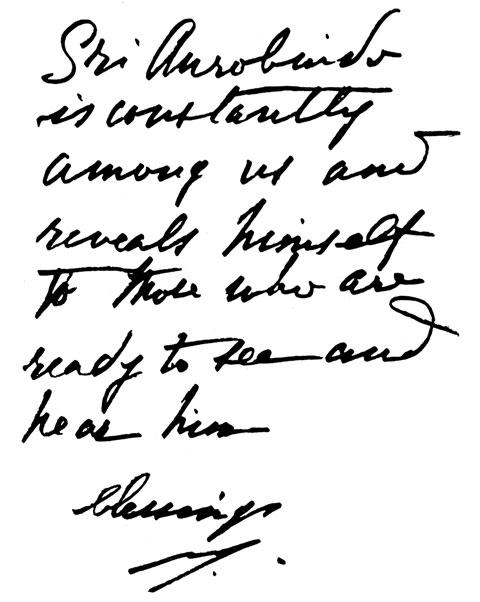 Sri Aurobindo
is constantly
among us and
reveals himself
to those who are
ready to see and
hear him
blessings